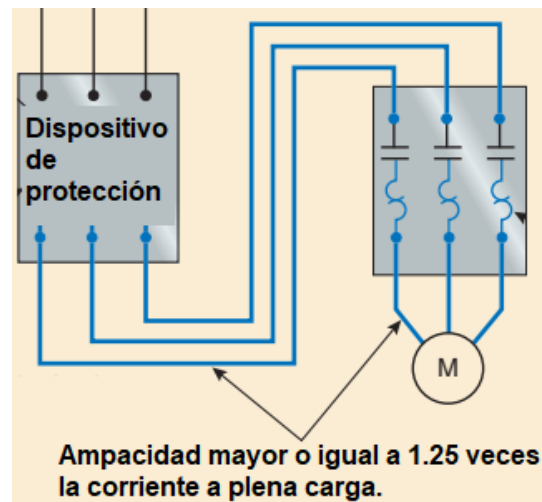 Dispositivo
de
protección
M
Ampacidad mayor o igual a 1.25 veces
la corriente a plena carga.